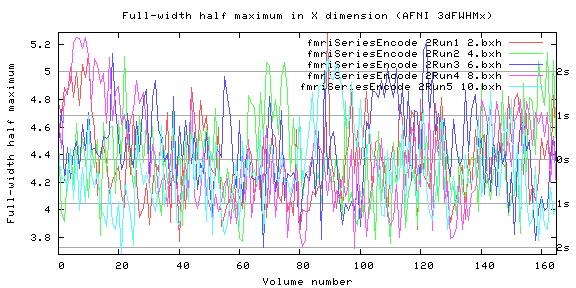 Full-width half maximum in X dimension (AFNI 3dFWHMx)
fmriSeriesEncode 2Run1 2.bxh
fmriSeriesEncode 2Run2 4.bxh
fmriSeriesEncode 2Run3 6.bxh
fmriSeriesEncode 2Run4 8.bxh
fmriSeriesEncode 2Run5 10.bxh
Full-width half maximum
5.2
5
4.8
4.6
4.4
4.2
4
3.8
2s
1s
0s
1s
2s
0 20 40 60 80 100 120 140 160
Volume number